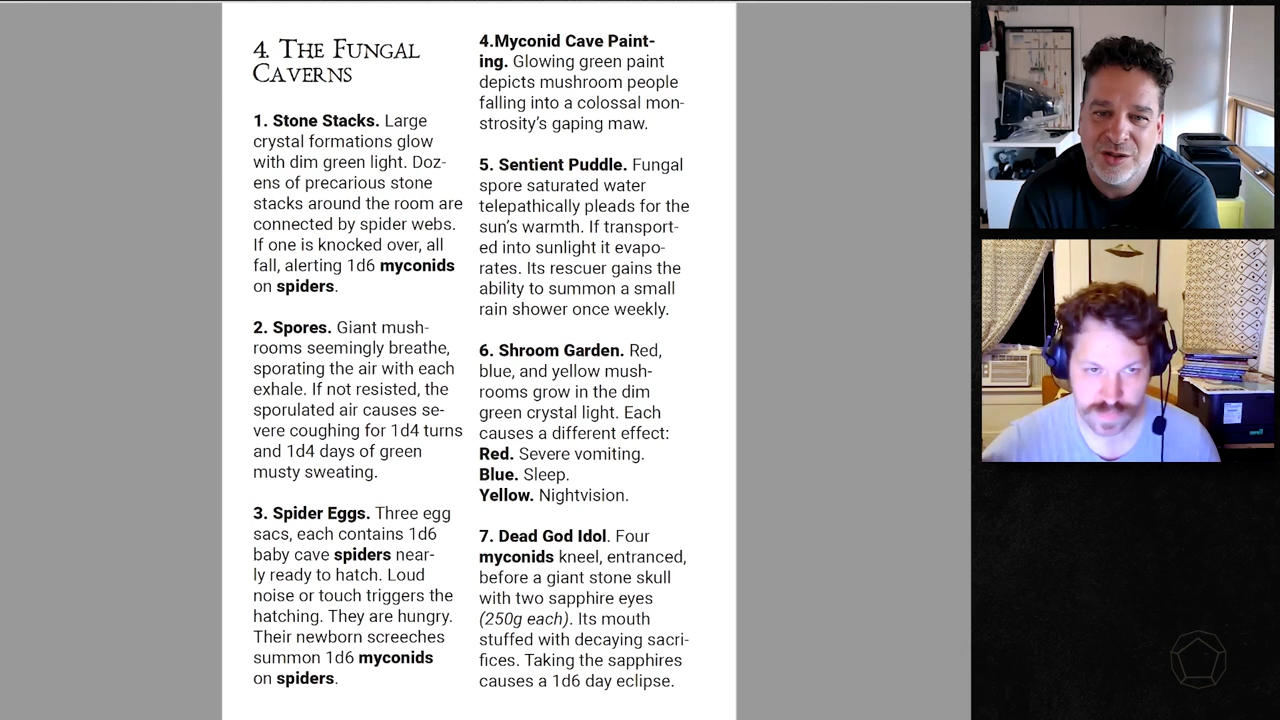 4. The Fungal
Caverns
1. Stone Stacks. Large
crystal formations glow
with dim green light. Doz-
ens of precarious stone
stacks around the room are
connected by spider webs.
If one is knocked over, all
fall, alerting 1d6 myconids
on spiders.
2. Spores. Giant mush-
rooms seemingly breathe,
sporating the air with each
exhale. If not resisted, the
sporulated air causes se-
vere coughing for 1d4 turns
and 1d4 days of green
musty sweating.
3. Spider Eggs. Three egg
sacs, each contains 1d6
baby cave spiders near-
ly ready to hatch. Loud
noise or touch triggers the
hatching. They are hungry.
Their newborn screeches
summon 1d6 myconids
on spiders.
4.Myconid Cave Paint-
ing. Glowing green paint
depicts mushroom people
falling into a colossal mon-
strosity's gaping maw.
5. Sentient Puddle. Fungal
spore saturated water
telepathically pleads for the
sun's warmth. If transport-
ed into sunlight it evapo-
rates. Its rescuer gains the
ability to summon a small
rain shower once weekly.
6. Shroom Garden. Red,
blue, and yellow mush-
rooms grow in the dim
green crystal light. Each
causes a different effect:
Red. Severe vomiting.
Blue. Sleep.
Yellow. Nightvision.
7. Dead God Idol. Four
myconids kneel, entranced,
before a giant stone skull
with two sapphire eyes
(250g each). Its mouth
stuffed with decaying sacri-
fices. Taking the sapphires
causes a 1d6 day eclipse.